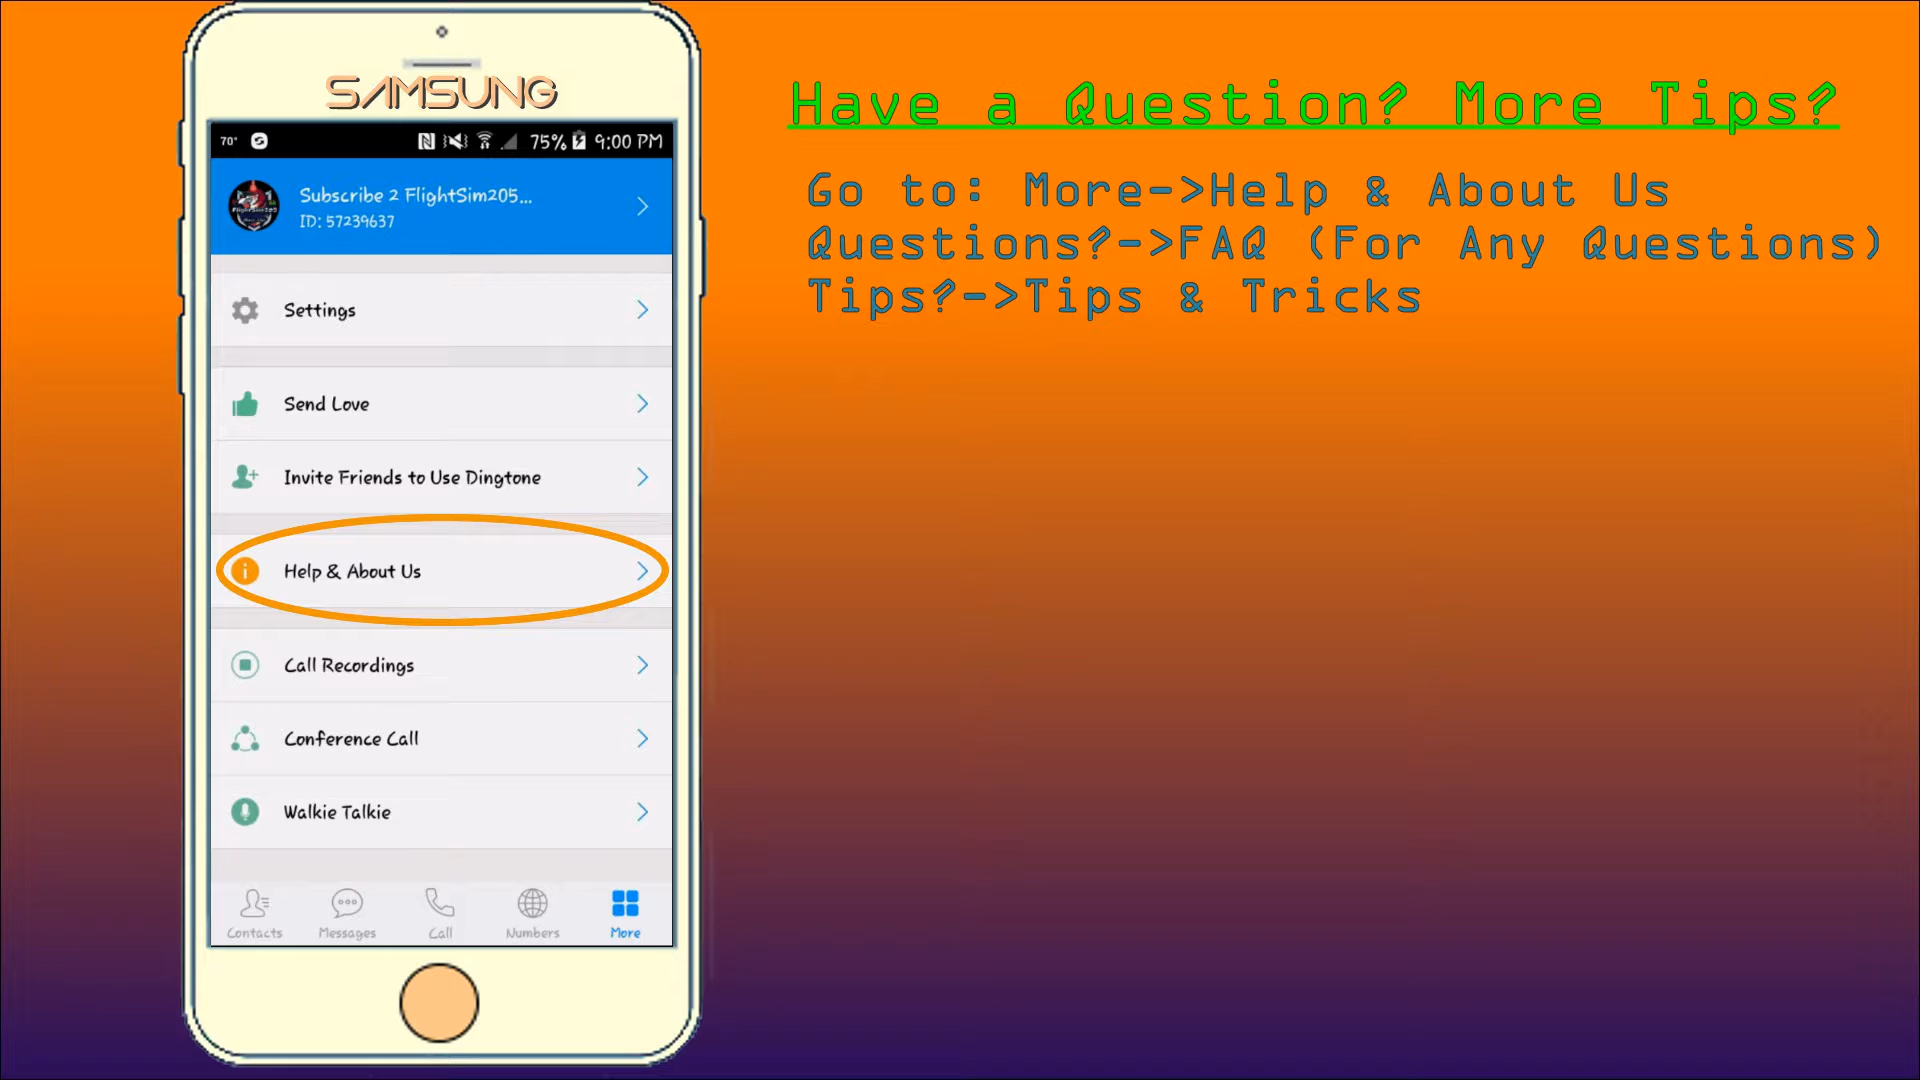 SAMSUNG
70° 75% 9:00 PM
Subscribe 2 FlightSim205...
ID: 57239637
Settings
Send Love
Invite Friends to Use Dingtone
Help & About Us
Call Recordings
Conference Call
Walkie Talkie
Contacts Messages Call Numbers More
Have a Question? More Tips?
Go to: More->Help & About Us
Questions?->FAQ (For Any Questions)
Tips?->Tips & Tricks